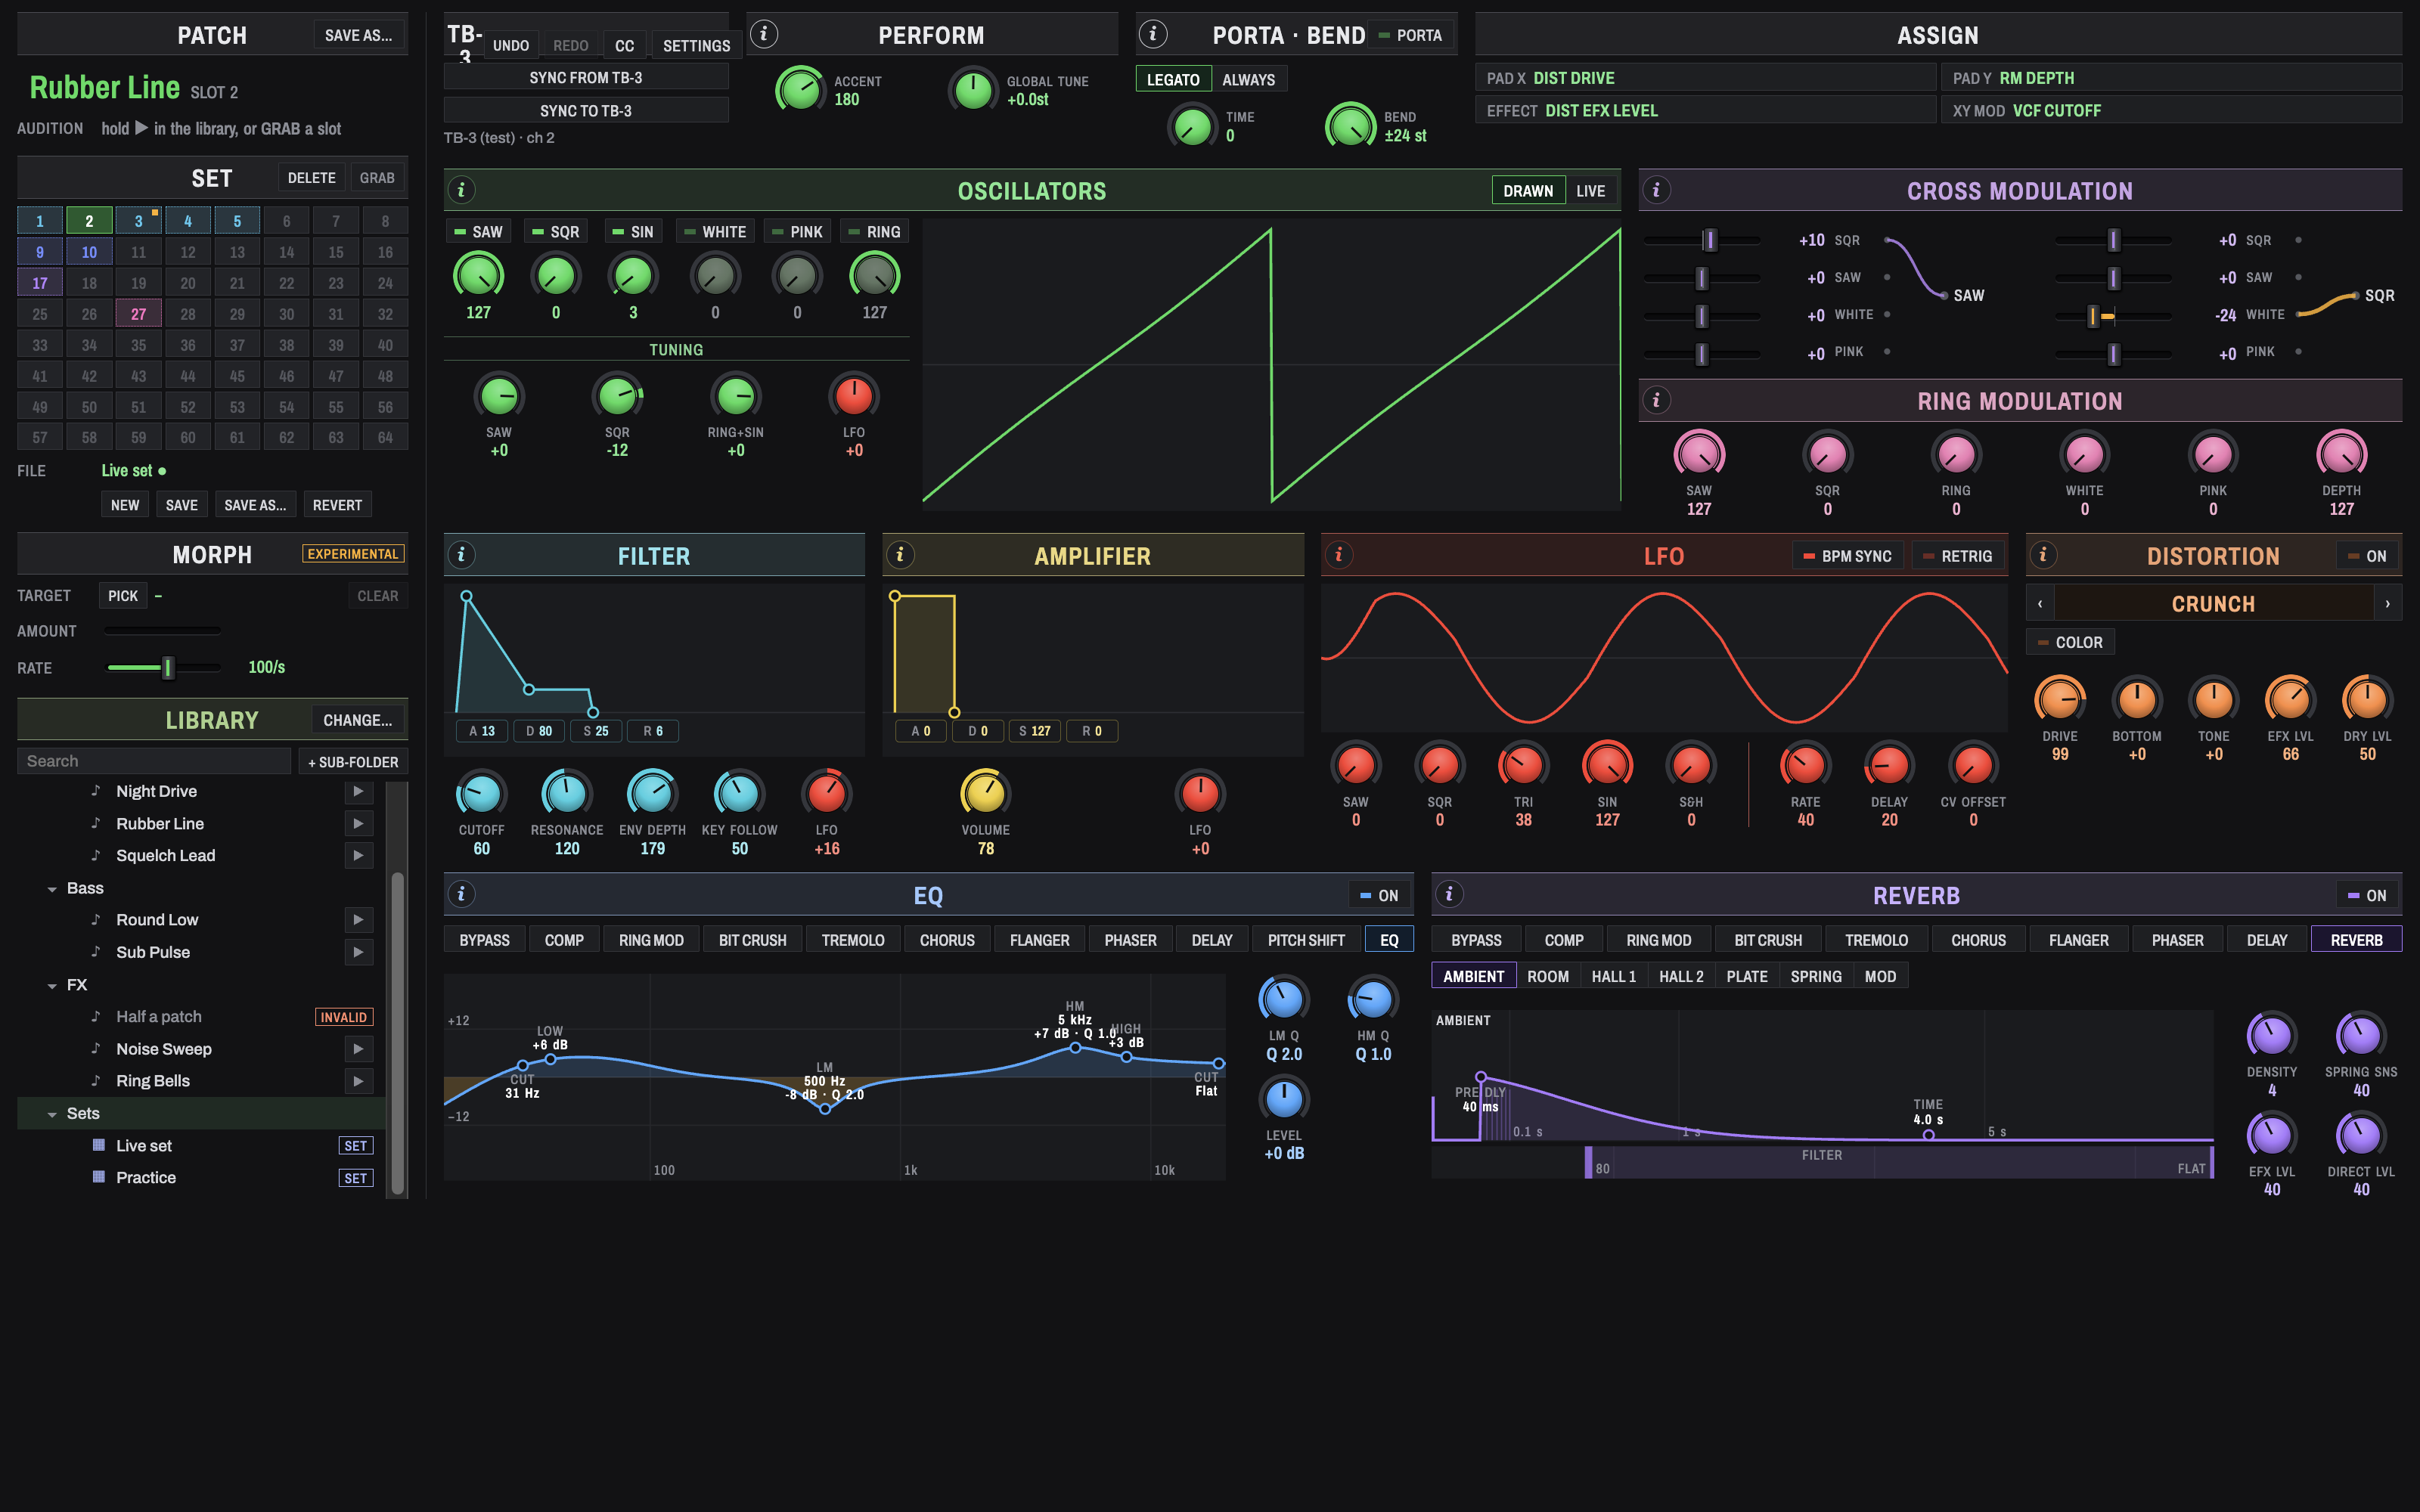 PATCH
SAVE AS...
Rubber Line SLOT 2
AUDITION hold ▶ in the library, or GRAB a slot
SET
DELETE
GRAB
1 2 3 4 5 6 7 8
9 10 11 12 13 14 15 16
17 18 19 20 21 22 23 24
25 26 27 28 29 30 31 32
33 34 35 36 37 38 39 40
41 42 43 44 45 46 47 48
49 50 51 52 53 54 55 56
57 58 59 60 61 62 63 64
FILE Live set
NEW SAVE SAVE AS... REVERT
MORPH
EXPERIMENTAL
TARGET PICK – CLEAR
AMOUNT
RATE 100/s
LIBRARY
CHANGE...
Search
+ SUB-FOLDER
Night Drive
Rubber Line
Squelch Lead
Bass
Round Low
Sub Pulse
FX
Half a patch INVALID
Noise Sweep
Ring Bells
Sets
Live set SET
Practice SET
TB-3
UNDO REDO CC SETTINGS
SYNC FROM TB-3
SYNC TO TB-3
TB-3 (test) · ch 2
PERFORM
ACCENT
180
GLOBAL TUNE
+0.0st
PORTA · BEND
PORTA
LEGATO ALWAYS
TIME
0
BEND
±24 st
ASSIGN
PAD X DIST DRIVE
PAD Y RM DEPTH
EFFECT DIST EFX LEVEL
XY MOD VCF CUTOFF
OSCILLATORS
DRAWN LIVE
SAW SQR SIN WHITE PINK RING
127 0 3 0 0 127
TUNING
SAW SQR RING+SIN LFO
+0 -12 +0 +0
CROSS MODULATION
+10 SQR
+0 SAW
+0 WHITE
+0 PINK
SAW
+0 SQR
+0 SAW
-24 WHITE
+0 PINK
SQR
RING MODULATION
SAW SQR RING WHITE PINK DEPTH
127 0 0 0 0 127
FILTER
A 13 D 80 S 25 R 6
CUTOFF RESONANCE ENV DEPTH KEY FOLLOW LFO
60 120 179 50 +16
AMPLIFIER
A 0 D 0 S 127 R 0
VOLUME LFO
78 +0
LFO
BPM SYNC RETRIG
SAW SQR TRI SIN S&H RATE DELAY CV OFFSET
0 0 38 127 0 40 20 0
DISTORTION
ON
‹ CRUNCH ›
COLOR
DRIVE BOTTOM TONE EFX LVL DRY LVL
99 +0 +0 66 50
EQ
ON
BYPASS COMP RING MOD BIT CRUSH TREMOLO CHORUS FLANGER PHASER DELAY PITCH SHIFT EQ
+12
-12
LOW
+6 dB
CUT
31 Hz
LM
500 Hz
-8 dB · Q 2.0
HM
5 kHz
+7 dB · Q 1.0
HIGH
+3 dB
CUT
Flat
100 1k 10k
LM Q HM Q
Q 2.0 Q 1.0
LEVEL
+0 dB
REVERB
ON
BYPASS COMP RING MOD BIT CRUSH TREMOLO CHORUS FLANGER PHASER DELAY REVERB
AMBIENT ROOM HALL 1 HALL 2 PLATE SPRING MOD
AMBIENT
PRE DLY
40 ms
0.1 s 1 s 5 s
TIME
4.0 s
FILTER
80 FLAT
DENSITY SPRING SNS
4 40
EFX LVL DIRECT LVL
40 40